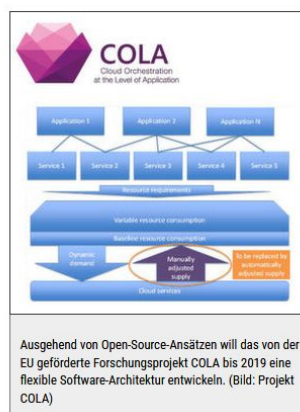 COLA
Cloud Orchestration
at the Level of Application
Application 1
Application 2
Application N
Service 1
Service 2
Service 3
Service 4
Service 5
Resource requirements
Variable resource consumption
Baseline resource consumption
Dynamic
demand
Manually
adjusted
supply
To be replaced by
automatically
adjusted supply
Cloud services
Ausgehend von Open-Source-Ansätzen will das von der
EU geförderte Forschungsprojekt COLA bis 2019 eine
flexible Software-Architektur entwickeln. (Bild: Projekt
COLA)